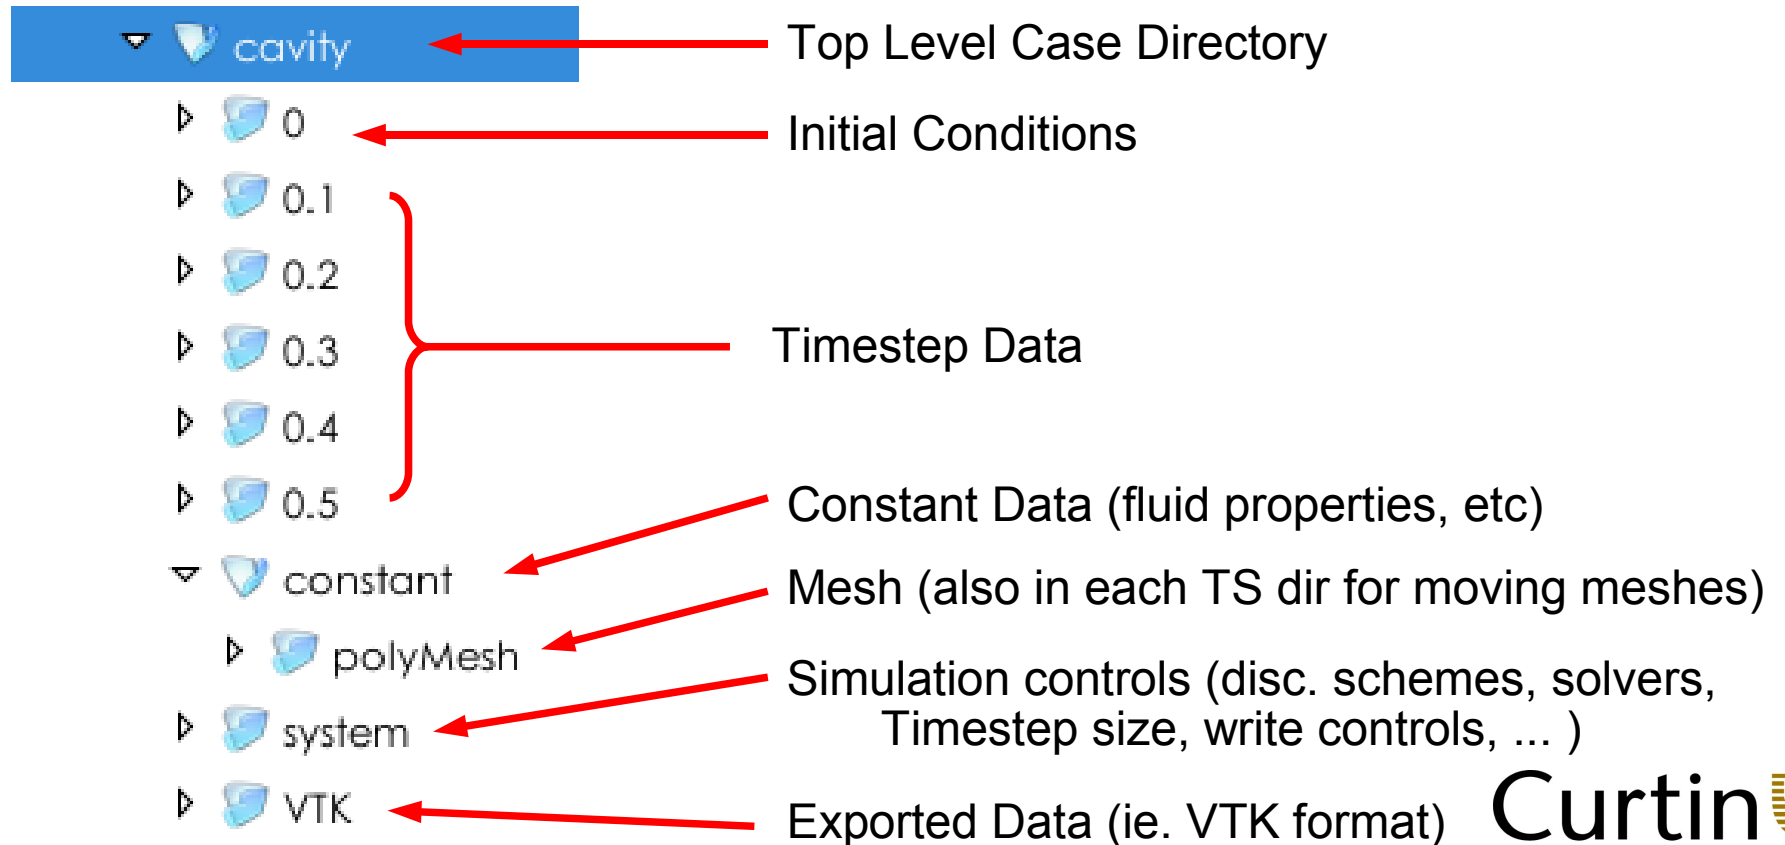 cavity Top Level Case Directory
0 Initial Conditions
0.1
0.2
0.3 Timestep Data
0.4
0.5 Constant Data (fluid properties, etc)
constant Mesh (also in each TS dir for moving meshes)
polyMesh Simulation controls (disc. schemes, solvers,
system Timestep size, write controls, ... )
VTK Exported Data (ie. VTK format)
Curtin